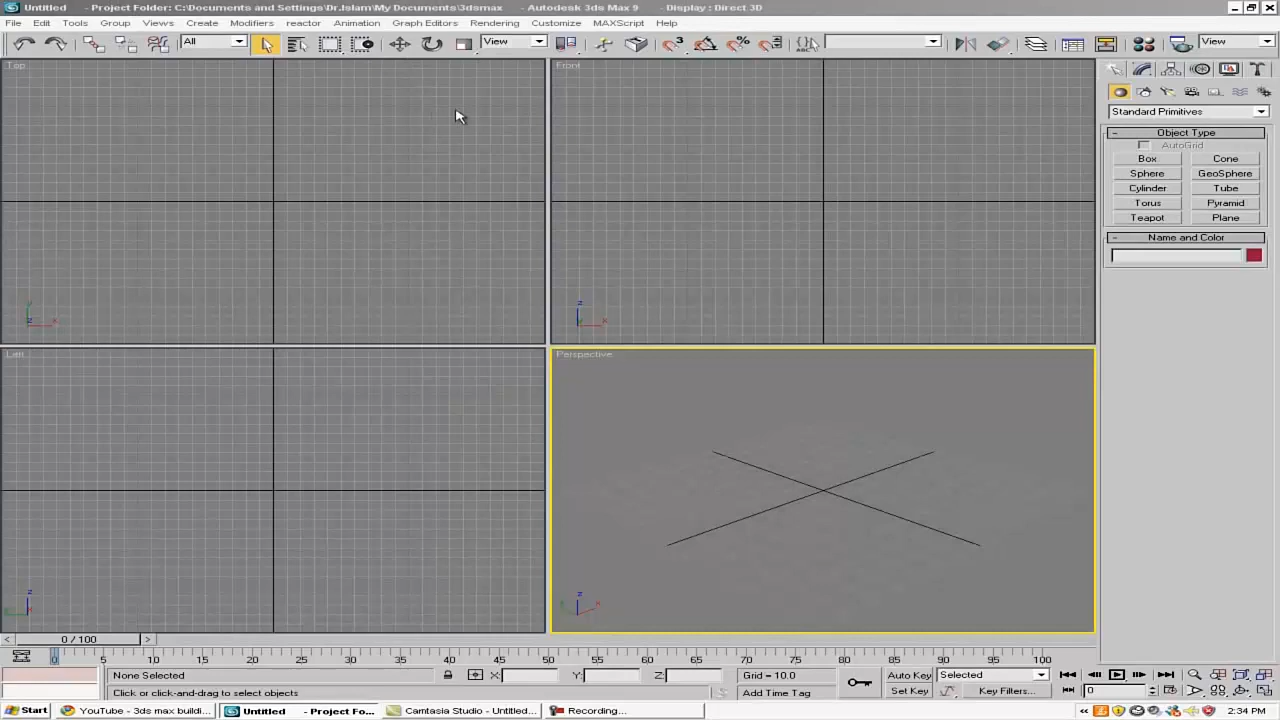 Untitled - Project Folder: C:\Documents and Settings\Dr.Islam\My Documents\3dsmax - Autodesk 3ds Max 9 - Display : Direct 3D
File Edit Tools Group Views Create Modifiers reactor Animation Graph Editors Rendering Customize MAXScript Help
All View 3 % ABC View
Top
Front
Standard Primitives
- Object Type
AutoGrid
Box Cone
Sphere GeoSphere
Cylinder Tube
Torus Pyramid
Teapot Plane
- Name and Color
y z x
z y x
Left
Perspective
z x
z x
< 0 / 100 >
0 5 10 15 20 25 30 35 40 45 50 55 60 65 70 75 80 85 90 95 100
None Selected X: Y: Z: Grid = 10.0 Auto Key Selected
Click or click-and-drag to select objects Add Time Tag Set Key Key Filters... 0
Start YouTube - 3ds max buildi... Untitled - Project Fo... Camtasia Studio - Untitled... Recording... 2:34 PM